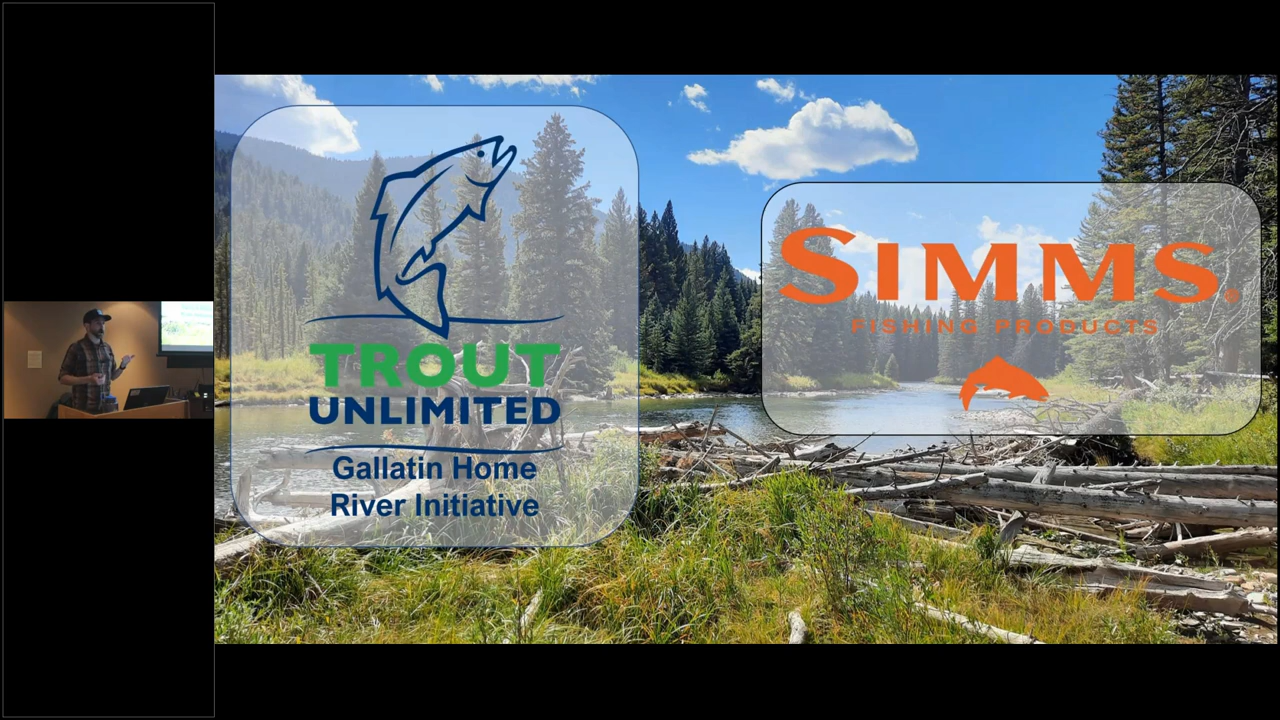 TROUT
UNLIMITED
Gallatin Home
River Initiative
SIMMS®
FISHING PRODUCTS